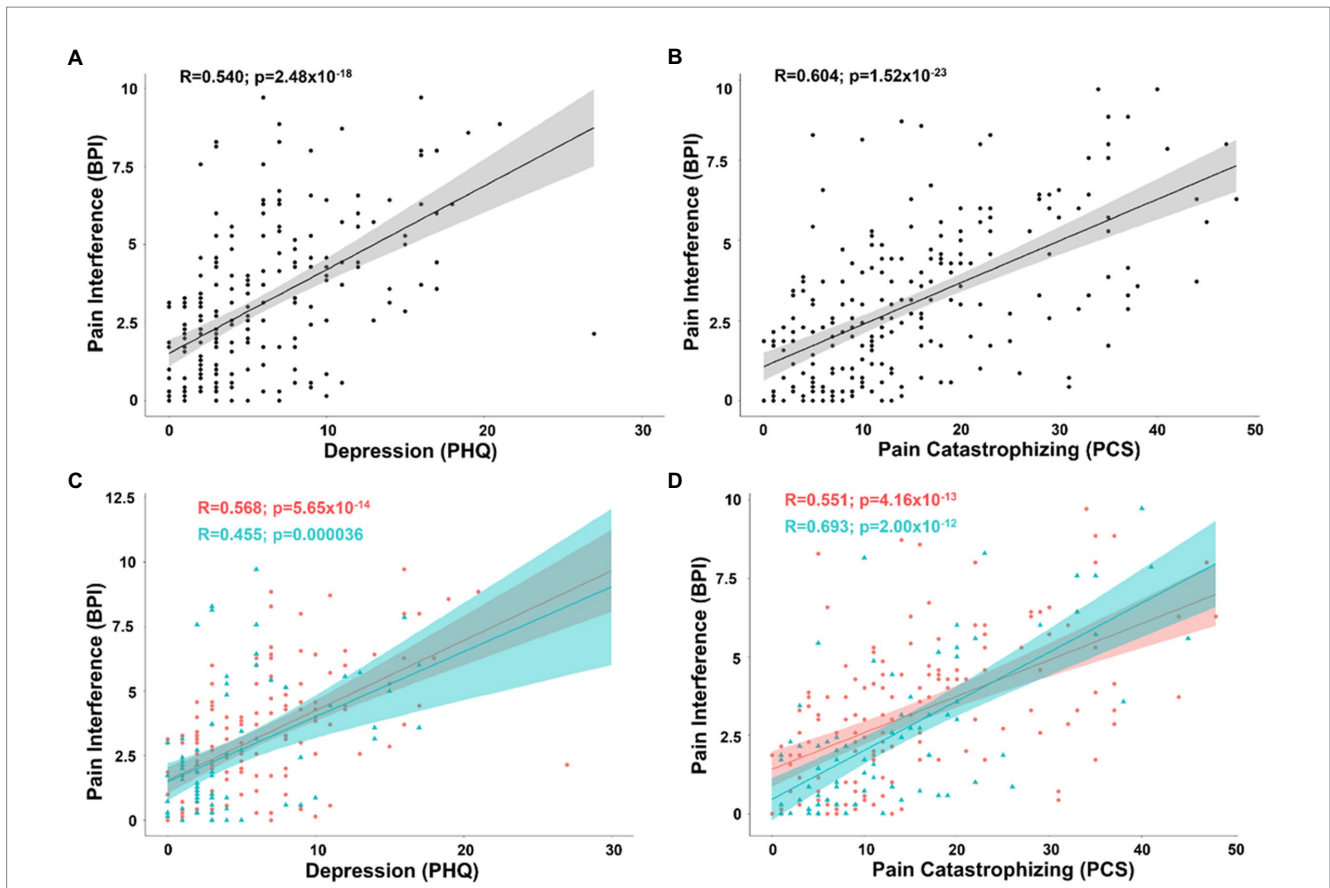 A
R=0.540; p=2.48x10-18
10
7.5
5
2.5
0
Pain Interference (BPI)
0 10 20 30
Depression (PHQ)
B
R=0.604; p=1.52x10-23
10
7.5
5
2.5
0
Pain Interference (BPI)
0 10 20 30 40 50
Pain Catastrophizing (PCS)
C
R=0.568; p=5.65x10-14
R=0.455; p=0.000036
12.5
10
7.5
5
2.5
0
Pain Interference (BPI)
0 10 20 30
Depression (PHQ)
D
R=0.551; p=4.16x10-13
R=0.693; p=2.00x10-12
10
7.5
5
2.5
0
Pain Interference (BPI)
0 10 20 30 40 50
Pain Catastrophizing (PCS)